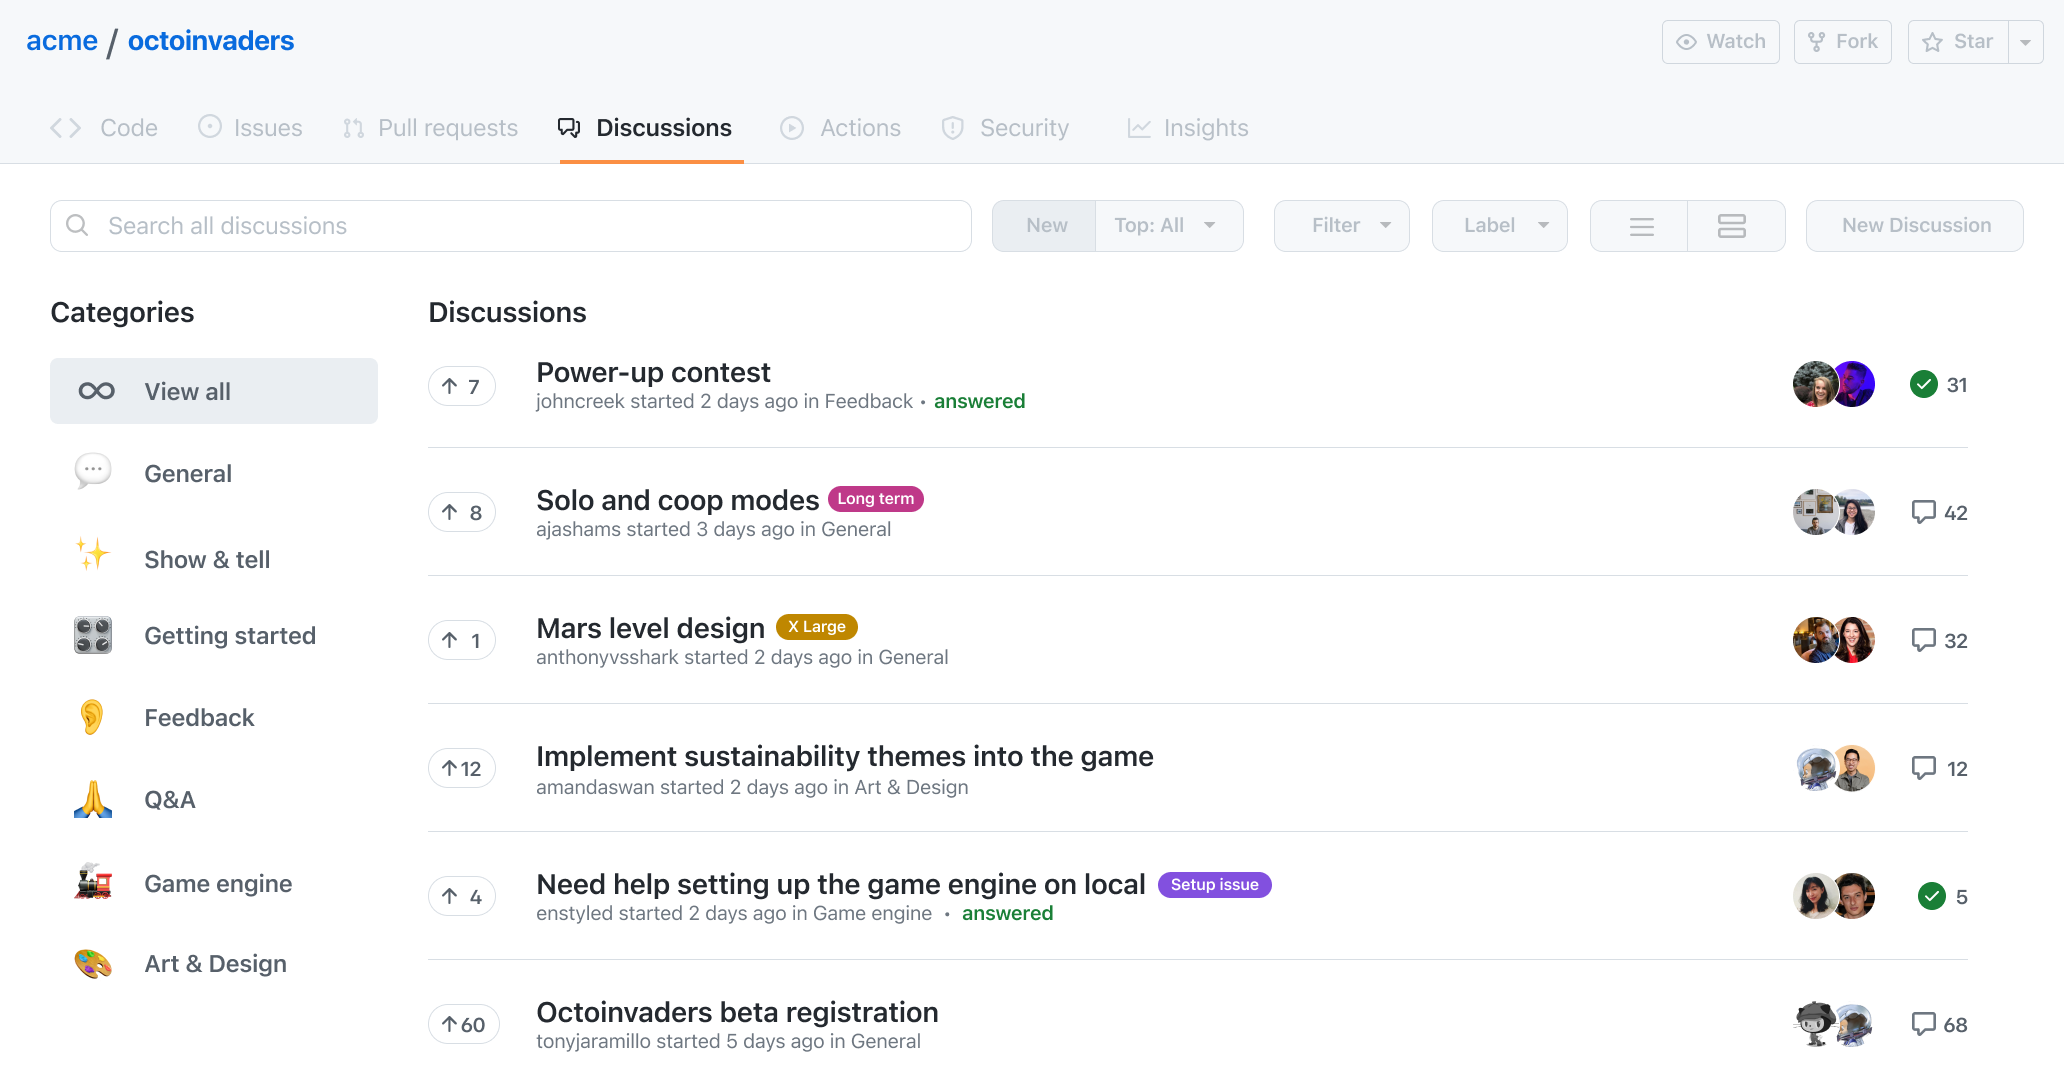 acme / octoinvaders
Watch
Fork
Star
Code
Issues
Pull requests
Discussions
Actions
Security
Insights
Search all discussions
New
Top: All
Filter
Label
New Discussion
Categories
View all
General
Show & tell
Getting started
Feedback
Q&A
Game engine
Art & Design
Discussions
7
Power-up contest
johncreek started 2 days ago in Feedback • answered
31
8
Solo and coop modes Long term
ajashams started 3 days ago in General
42
1
Mars level design X Large
anthonyvsshark started 2 days ago in General
32
12
Implement sustainability themes into the game
amandaswan started 2 days ago in Art & Design
12
4
Need help setting up the game engine on local Setup issue
enstyled started 2 days ago in Game engine • answered
5
60
Octoinvaders beta registration
tonyjaramillo started 5 days ago in General
68